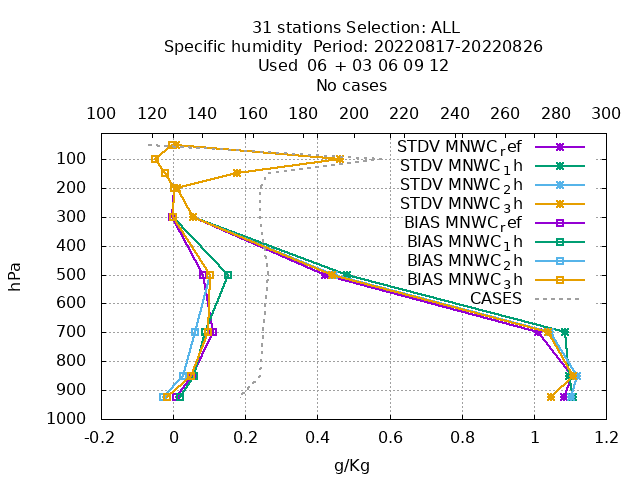 31 stations Selection: ALL
Specific humidity  Period: 20220817-20220826
Used  06 + 03 06 09 12
No cases
100 120 140 160 180 200 220 240 260 280 300
STDV MNWC_ref
STDV MNWC_1h
STDV MNWC_2h
STDV MNWC_3h
BIAS MNWC_ref
BIAS MNWC_1h
BIAS MNWC_2h
BIAS MNWC_3h
CASES
hPa
100
200
300
400
500
600
700
800
900
1000
-0.2 0 0.2 0.4 0.6 0.8 1 1.2
g/Kg